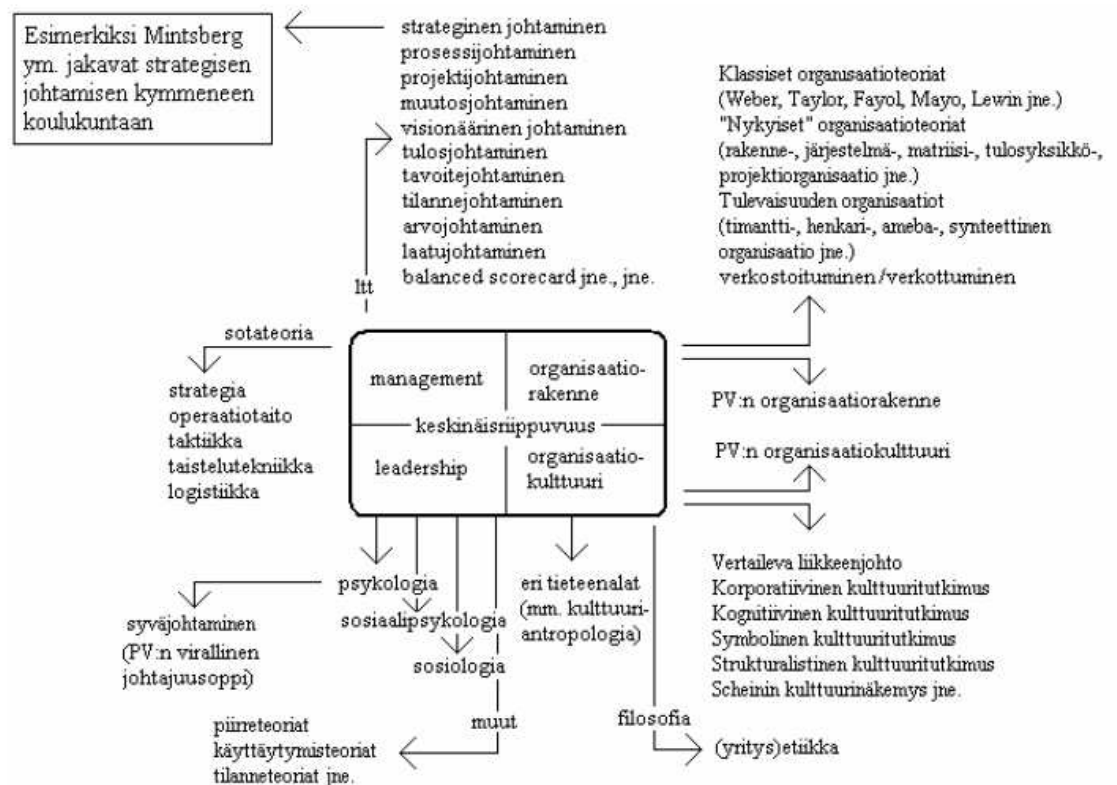 Esimerkiksi Mintsberg
ym. jakavat strategisen
johtamisen kymmeneen
koulukuntaan
strateginen johtaminen
prosessijohtaminen
projektijohtaminen
muutosjohtaminen
visionäärinen johtaminen
tulosjohtaminen
tavoitejohtaminen
tilannejohtaminen
arvojohtaminen
laatujohtaminen
balanced scorecard jne., jne.
Klassiset organisaatioteoriat
(Weber, Taylor, Fayol, Mayo, Lewin jne.)
"Nykyiset" organisaatioteoriat
(rakenne-, järjestelmä-, matriisi-, tulosyksikkö-,
projektiorganisaatio jne.)
Tulevaisuuden organisaatiot
(timantti-, henkari-, ameba-, synteettinen
organisaatio jne.)
verkostoituminen/verkottuminen
ltt
sotateoria
strategia
operaatiotaito
taktiikka
taistelutekniikka
logistiikka
management
organisaatio-
rakenne
keskinäisriippuvuus
leadership
organisaatio-
kulttuuri
PV:n organisaatiorakenne
PV:n organisaatiokulttuuri
Vertaileva liikkeenjohto
Korporatiivinen kulttuuritutkimus
Kognitiivinen kulttuuritutkimus
Symbolinen kulttuuritutkimus
Strukturalistinen kulttuuritutkimus
Scheinin kulttuurinäkemys jne.
psykologia
sosiaalipsykologia
sosiologia
eri tieteenalat
(mm. kulttuuri-
antropologia)
syväjohtaminen
(PV:n virallinen
johtajuusoppi)
muut
piirreteoriat
käyttäytymisteoriat
tilanneteoriat jne.
filosofia
(yritys)etiikka